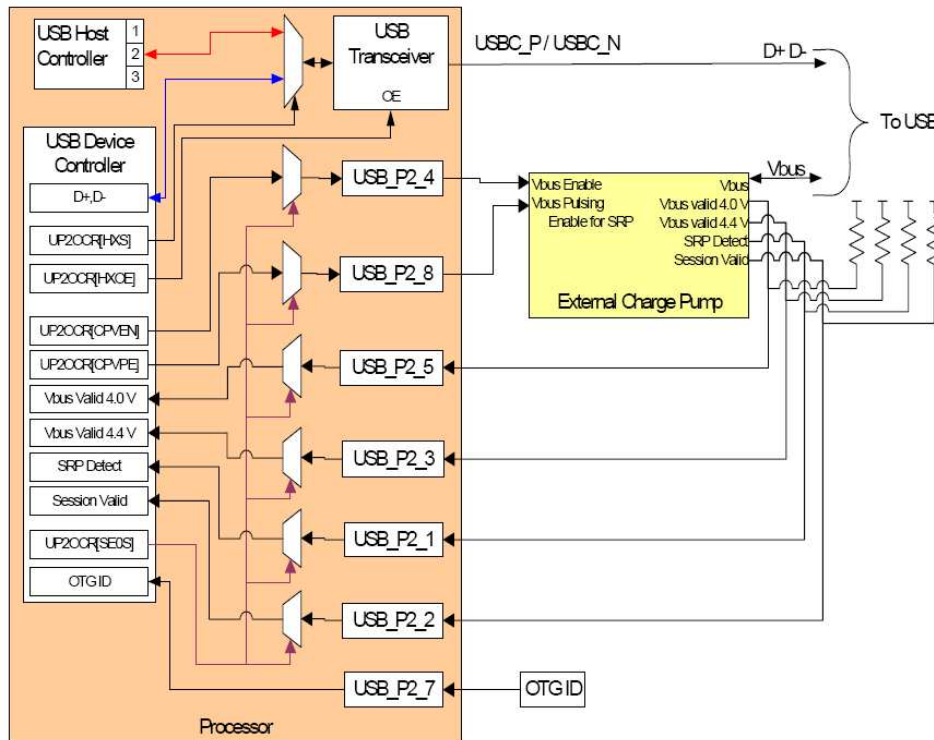 USB Host
Controller
1
2
3
USB
Transceiver
OE
USBC_P / USBC_N
D+ D-
To USB
USB Device
Controller
D+,D-
UP2OCR[HXS]
UP2OCR[HXOE]
UP2OCR[CPVEN]
UP2OCR[CPVPE]
Vbus Valid 4.0 V
Vbus Valid 4.4 V
SRP Detect
Session Valid
UP2OCR[SE0S]
OTG ID
USB_P2_4
USB_P2_8
USB_P2_5
USB_P2_3
USB_P2_1
USB_P2_2
USB_P2_7
Vbus Enable
Vbus Pulsing
Enable for SRP
Vbus
Vbus valid 4.0 V
Vbus valid 4.4 V
SRP Detect
Session Valid
External Charge Pump
Vbus
OTG ID
Processor